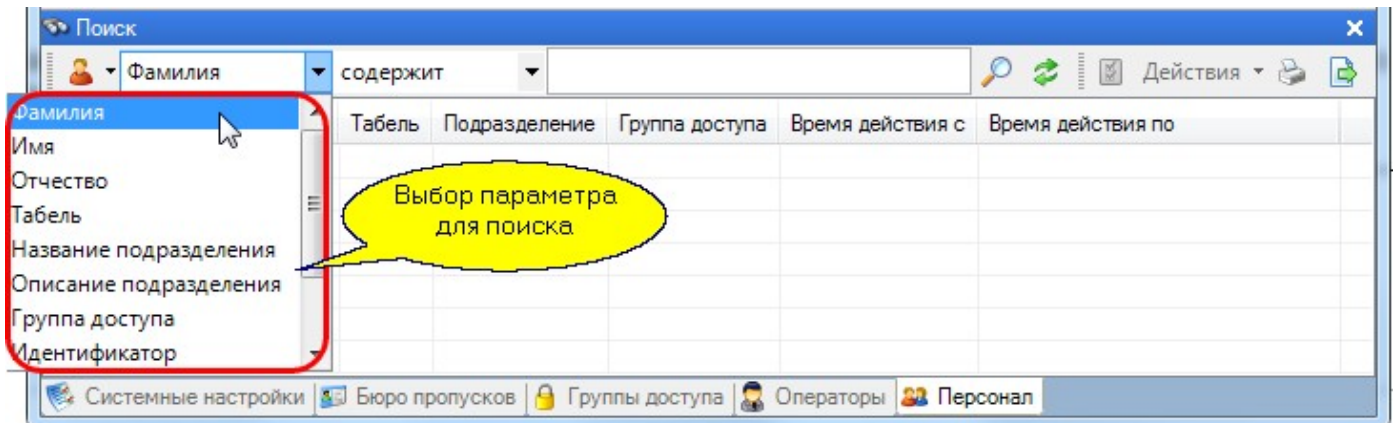 Поиск
Фамилия содержит Действия
Фамилия
Имя
Отчество
Табель
Название подразделения
Описание подразделения
Группа доступа
Идентификатор
Табель Подразделение Группа доступа Время действия с Время действия по
Выбор параметра
для поиска
Системные настройки Бюро пропусков Группы доступа Операторы Персонал